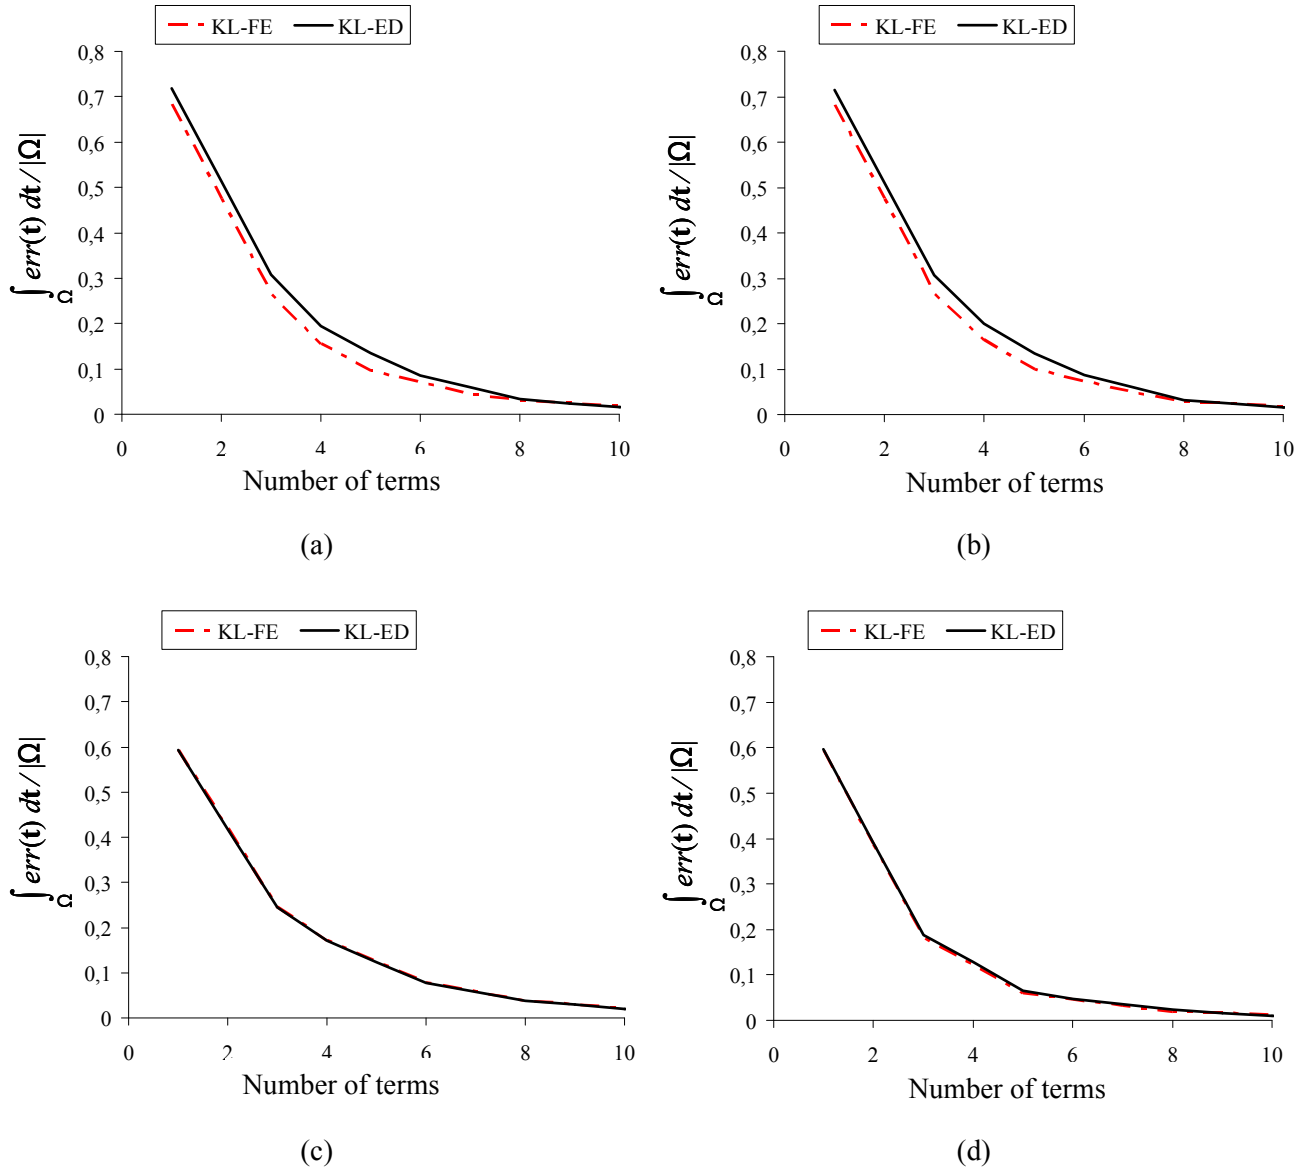 KL-FE KL-ED
0,8
0,7
0,6
0,5
0,4
0,3
0,2
0,1
0
∫Ω err(t) dt / |Ω|
0 2 4 6 8 10
Number of terms
(a)
KL-FE KL-ED
0,8
0,7
0,6
0,5
0,4
0,3
0,2
0,1
0
∫Ω err(t) dt / |Ω|
0 2 4 6 8 10
Number of terms
(b)
KL-FE KL-ED
0,8
0,7
0,6
0,5
0,4
0,3
0,2
0,1
0
∫Ω err(t) dt / |Ω|
0 2 4 6 8 10
Number of terms
(c)
KL-FE KL-ED
0,8
0,7
0,6
0,5
0,4
0,3
0,2
0,1
0
∫Ω err(t) dt / |Ω|
0 2 4 6 8 10
Number of terms
(d)